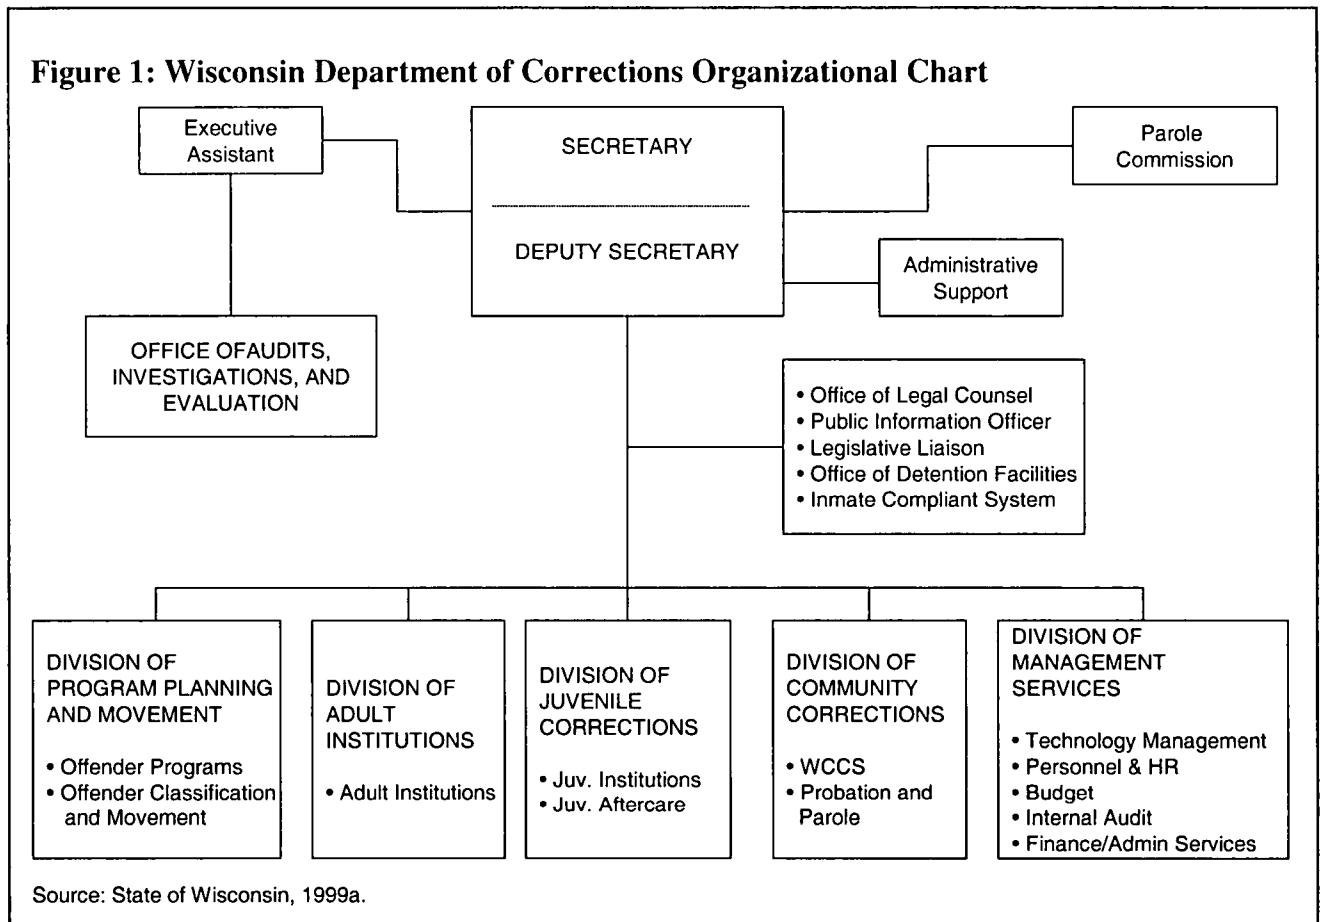 Figure 1: Wisconsin Department of Corrections Organizational Chart
Executive
Assistant
SECRETARY
DEPUTY SECRETARY
Parole
Commission
Administrative
Support
OFFICE OFAUDITS,
INVESTIGATIONS, AND
EVALUATION
• Office of Legal Counsel
• Public Information Officer
• Legislative Liaison
• Office of Detention Facilities
• Inmate Compliant System
DIVISION OF
PROGRAM PLANNING
AND MOVEMENT
• Offender Programs
• Offender Classification
and Movement
DIVISION OF
ADULT
INSTITUTIONS
• Adult Institutions
DIVISION OF
JUVENILE
CORRECTIONS
• Juv. Institutions
• Juv. Aftercare
DIVISION OF
COMMUNITY
CORRECTIONS
• WCCS
• Probation and
Parole
DIVISION OF
MANAGEMENT
SERVICES
• Technology Management
• Personnel & HR
• Budget
• Internal Audit
• Finance/Admin Services
Source: State of Wisconsin, 1999a.